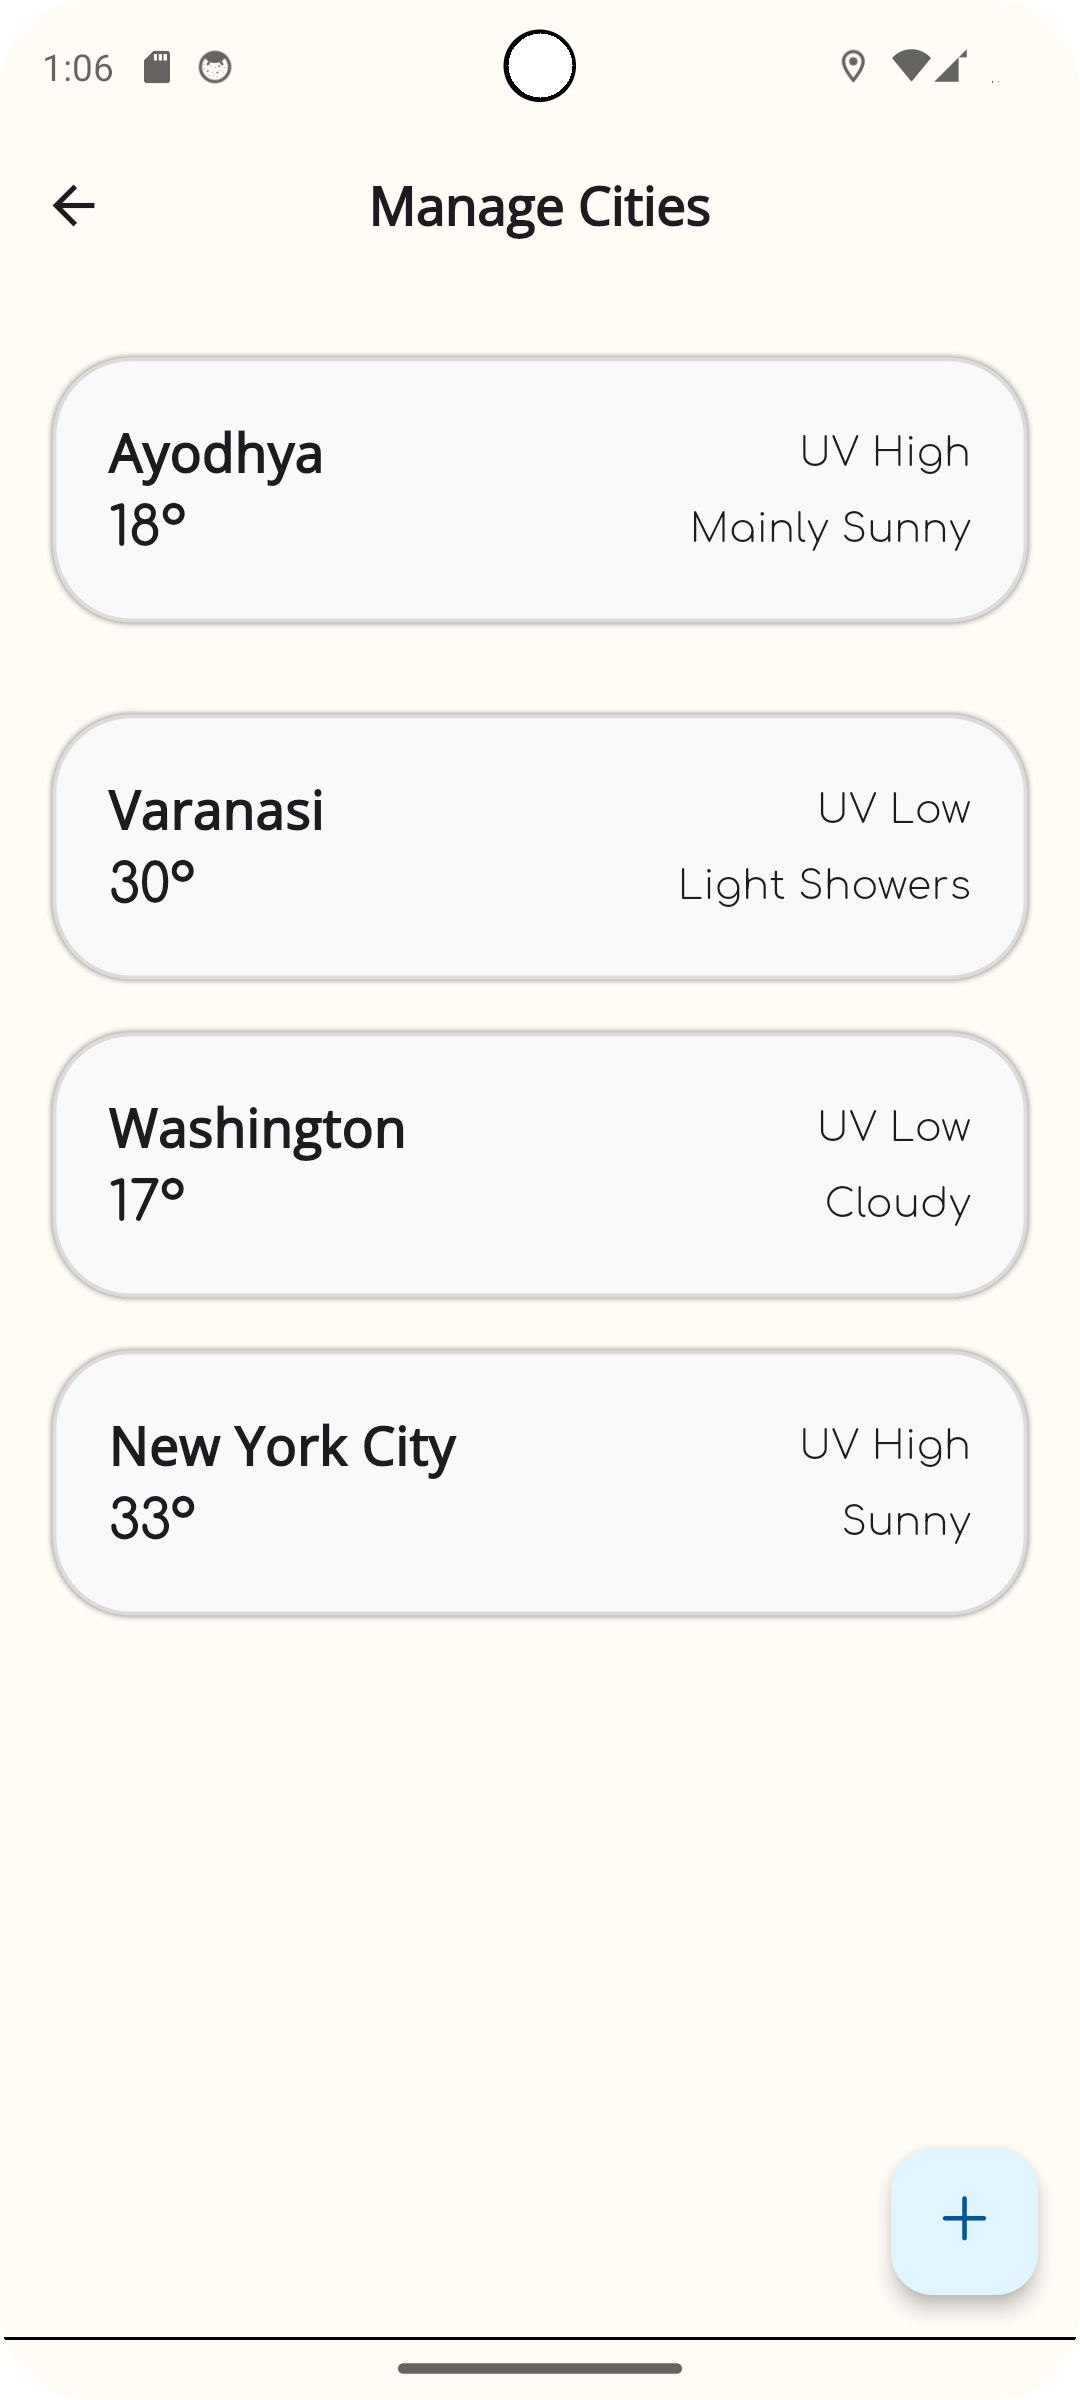 1:06
Manage Cities
Ayodhya
18°
UV High
Mainly Sunny
Varanasi
30°
UV Low
Light Showers
Washington
17°
UV Low
Cloudy
New York City
33°
UV High
Sunny